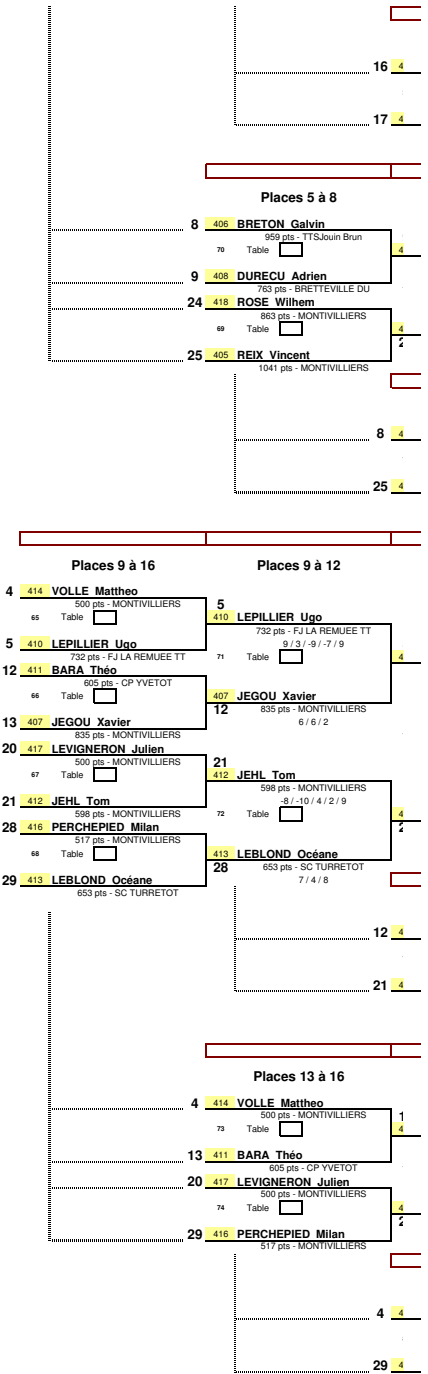 16 4
17 4
Places 5 à 8
8 406 BRETON Galvin
959 pts - TTSJouin Brun
70 Table
4
9 408 DURECU Adrien
763 pts - BRETTEVILLE DU
24 418 ROSE Wilhem
863 pts - MONTIVILLIERS
69 Table
4
2
25 405 REIX Vincent
1041 pts - MONTIVILLIERS
8 4
25 4
Places 9 à 16 Places 9 à 12
4 414 VOLLE Mattheo
500 pts - MONTIVILLIERS
5
65 Table
410 LEPILLIER Ugo
732 pts - FJ LA REMUEE TT
9 / 3 / -9 / -7 / 9
5 410 LEPILLIER Ugo
732 pts - FJ LA REMUEE TT
71 Table
4
12 411 BARA Théo
605 pts - CP YVETOT
66 Table
407 JEGOU Xavier
12
835 pts - MONTIVILLIERS
6 / 6 / 2
13 407 JEGOU Xavier
835 pts - MONTIVILLIERS
20 417 LEVIGNERON Julien
500 pts - MONTIVILLIERS
21
67 Table
412 JEHL Tom
598 pts - MONTIVILLIERS
-8 / -10 / 4 / 2 / 9
21 412 JEHL Tom
598 pts - MONTIVILLIERS
72 Table
4
2
28 416 PERCHEPIED Milan
517 pts - MONTIVILLIERS
68 Table
413 LEBLOND Océane
28
653 pts - SC TURRETOT
7 / 4 / 8
29 413 LEBLOND Océane
653 pts - SC TURRETOT
12 4
21 4
Places 13 à 16
4 414 VOLLE Mattheo
500 pts - MONTIVILLIERS
1
73 Table
4
13 411 BARA Théo
605 pts - CP YVETOT
20 417 LEVIGNERON Julien
500 pts - MONTIVILLIERS
74 Table
4
2
29 416 PERCHEPIED Milan
517 pts - MONTIVILLIERS
4 4
29 4